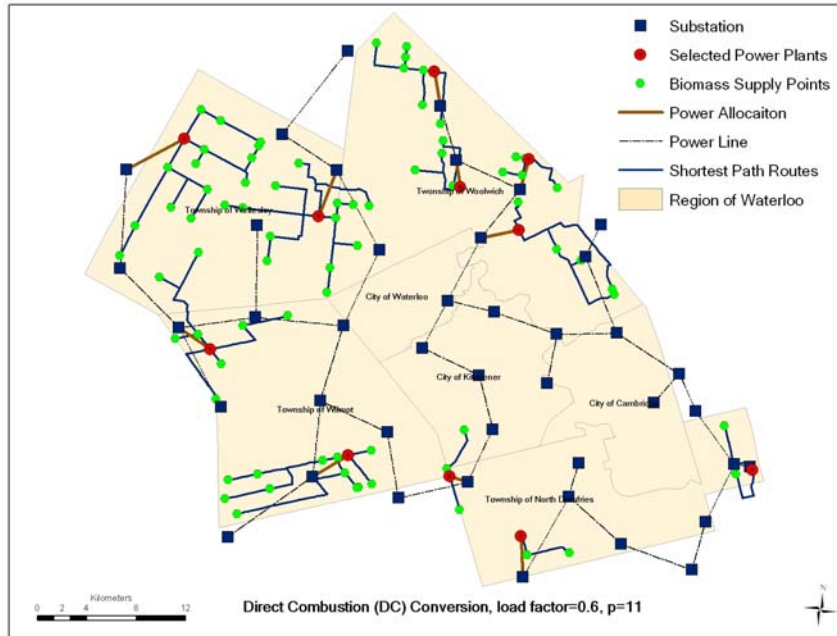 Substation
Selected Power Plants
Biomass Supply Points
Power Allocaiton
Power Line
Shortest Path Routes
Region of Waterloo
Township of Woolwich
Township of Wellesley
City of Waterloo
City of Kitchener
City of Cambridge
Township of Wilmot
Township of North Dumfries
Kilometers
0 2 4 8 12
Direct Combustion (DC) Conversion, load factor=0.6, p=11
N